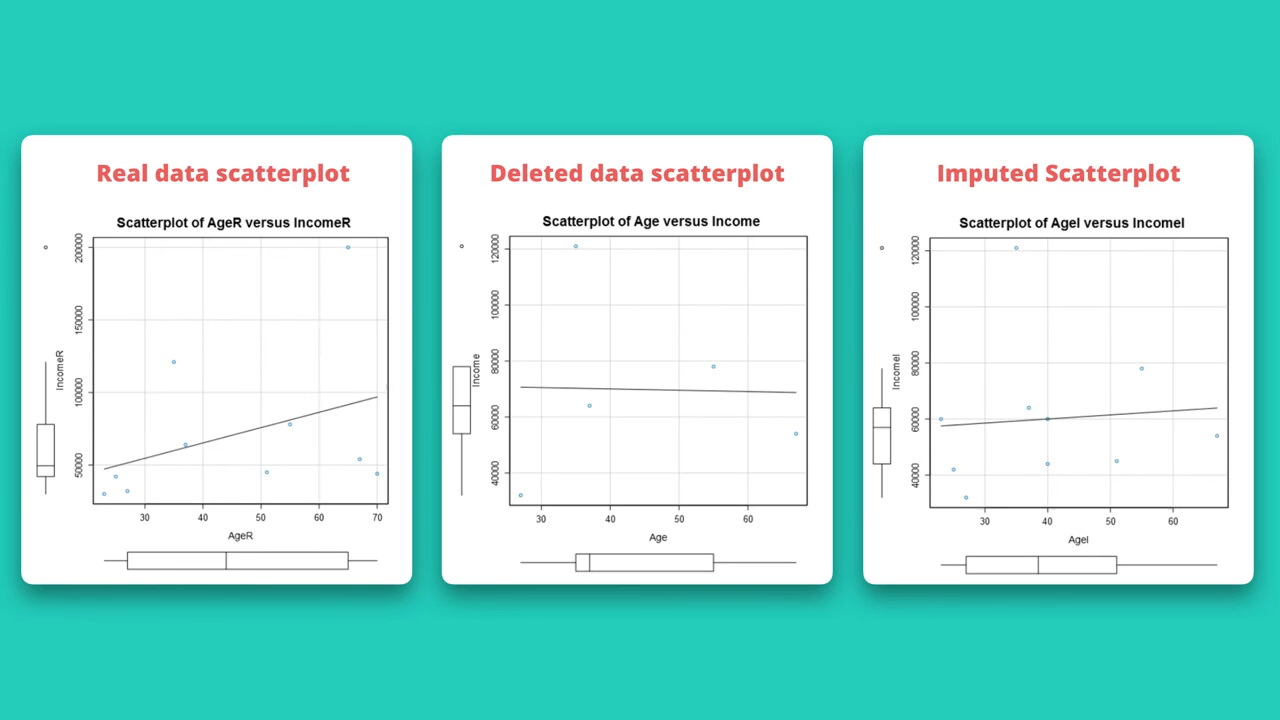 Real data scatterplot
Scatterplot of AgeR versus IncomeR
200000
150000
100000
50000
IncomeR
30 40 50 60 70
AgeR
Deleted data scatterplot
Scatterplot of Age versus Income
120000
100000
80000
60000
40000
Income
30 40 50 60
Age
Imputed Scatterplot
Scatterplot of AgeI versus IncomeI
120000
100000
80000
60000
40000
IncomeI
30 40 50 60
AgeI